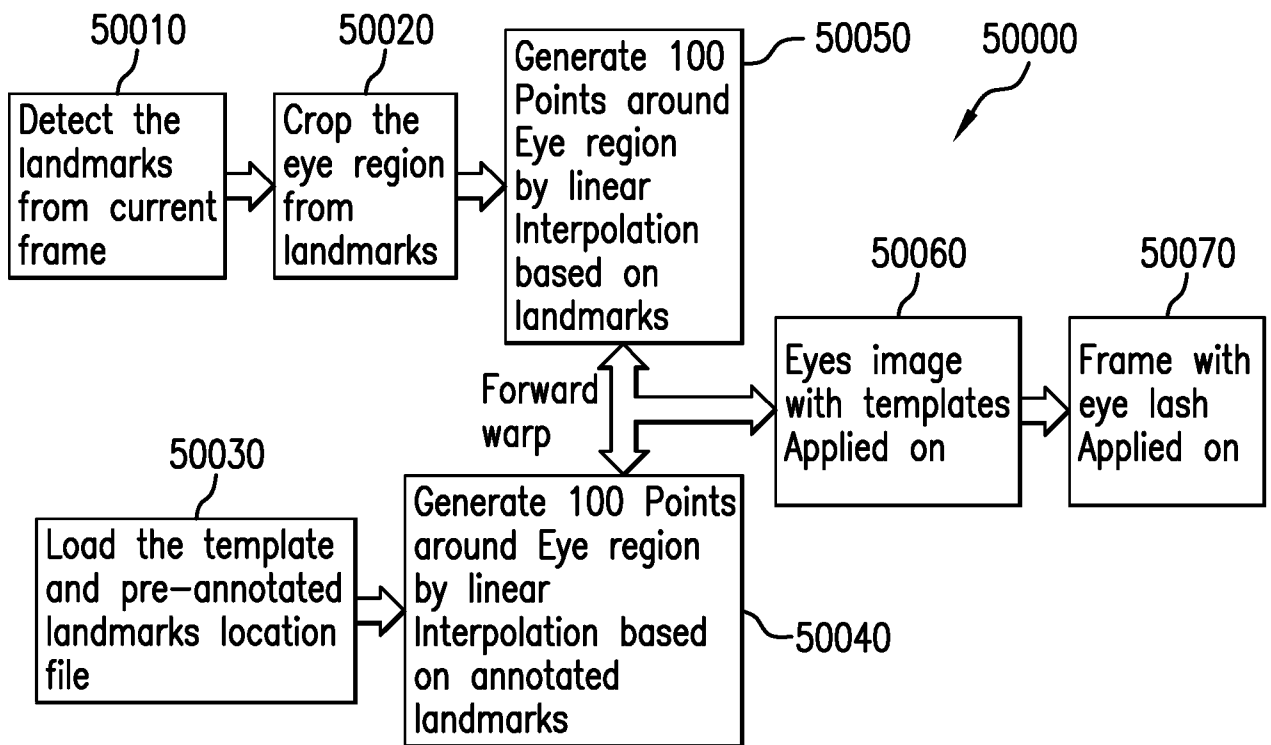 50010
50020
50050
50000
Detect the
landmarks
from current
frame
Crop the
eye region
from
landmarks
Generate 100
Points around
Eye region
by linear
Interpolation
based on
landmarks
50060
50070
Eyes image
with templates
Applied on
Frame with
eye lash
Applied on
Forward
warp
50030
Load the template
and pre-annotated
landmarks location
file
Generate 100 Points
around Eye region
by linear
Interpolation based
on annotated
landmarks
50040